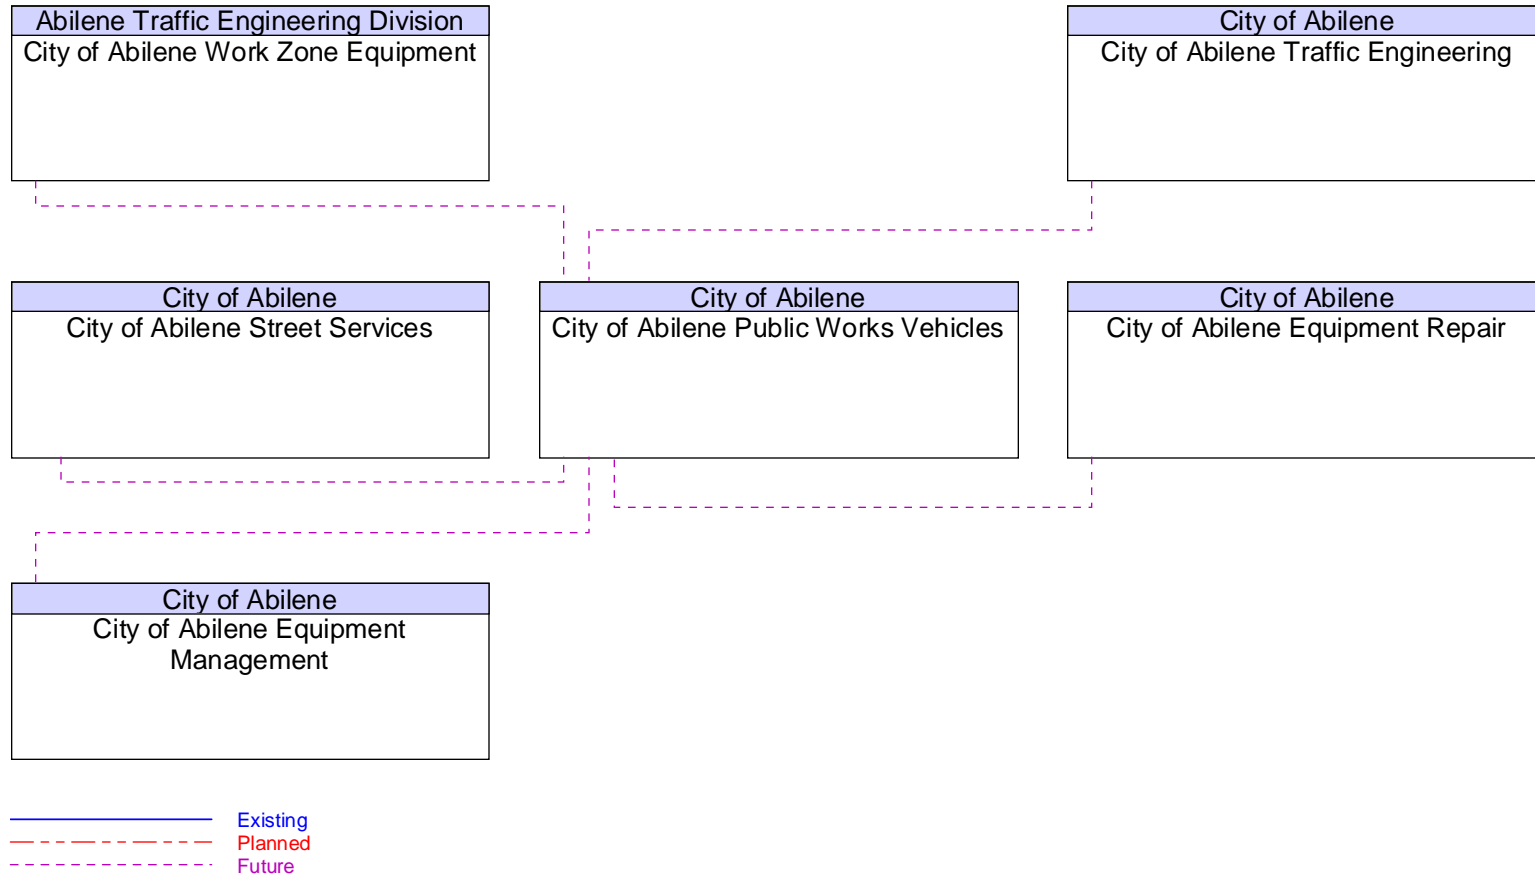 Abilene Traffic Engineering Division
City of Abilene Work Zone Equipment
City of Abilene
City of Abilene Traffic Engineering
City of Abilene
City of Abilene Street Services
City of Abilene
City of Abilene Public Works Vehicles
City of Abilene
City of Abilene Equipment Repair
City of Abilene
City of Abilene Equipment
Management
Existing
Planned
Future